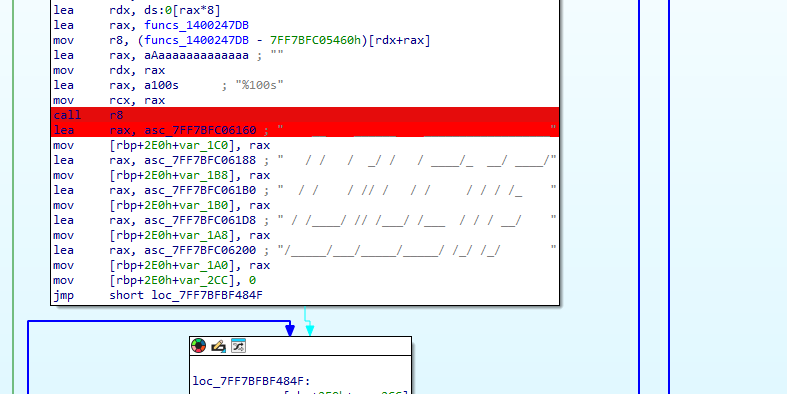 lea rdx, ds:0[rax*8]
lea rax, funcs_1400247DB
mov r8, (funcs_1400247DB - 7FF7BFC05460h)[rdx+rax]
lea rax, aAaaaaaaaaaaaaa ; ""
mov rdx, rax
lea rax, a100s ; "%100s"
mov rcx, rax
call r8
lea rax, asc_7FF7BFC06160 ; "
mov [rbp+2E0h+var_1C0], rax
lea rax, asc_7FF7BFC06188 ; " / / / _/ / / ____/_ __/ ____/"
mov [rbp+2E0h+var_1B8], rax
lea rax, asc_7FF7BFC061B0 ; " / / / // / / / / / / /_ "
mov [rbp+2E0h+var_1B0], rax
lea rax, asc_7FF7BFC061D8 ; " / /____/ // /___/ /___ / / / __/ "
mov [rbp+2E0h+var_1A8], rax
lea rax, asc_7FF7BFC06200 ; "/_____/___/_____/_____/ /_/ /_/ "
mov [rbp+2E0h+var_1A0], rax
mov [rbp+2E0h+var_2CC], 0
jmp short loc_7FF7BFBF484F
loc_7FF7BFBF484F: